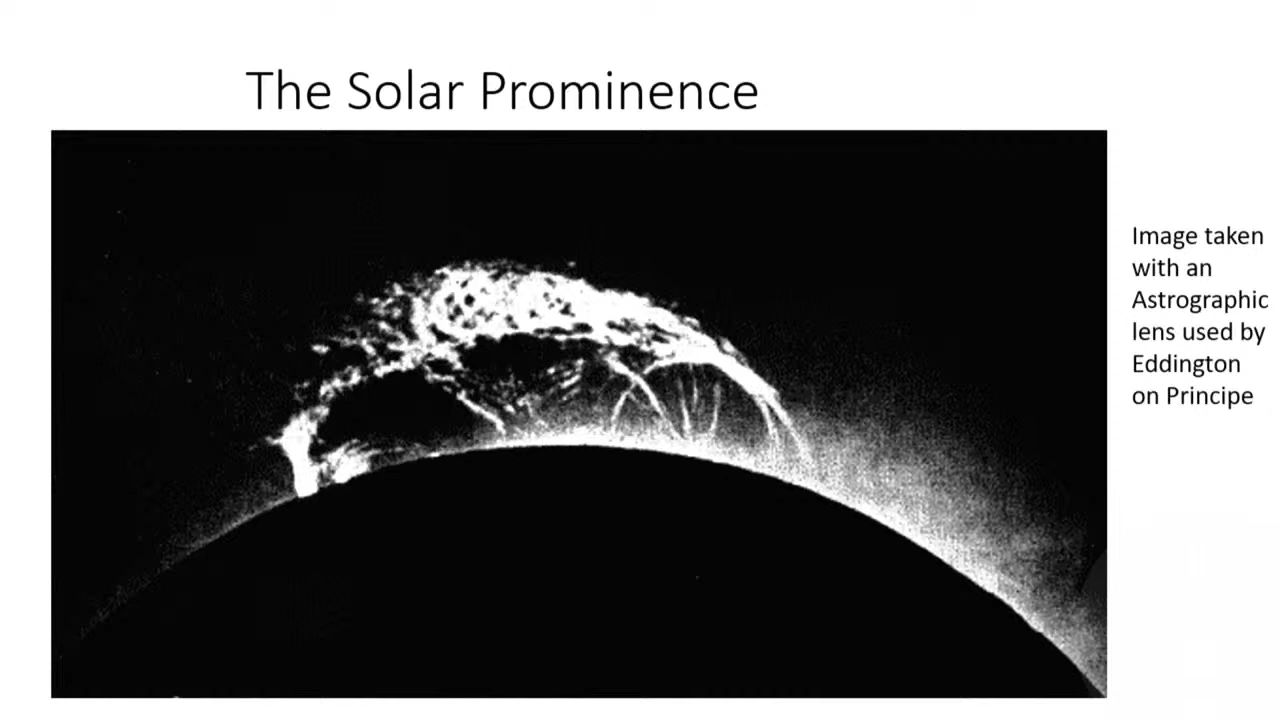 The Solar Prominence
Image taken
with an
Astrographic
lens used by
Eddington
on Principe